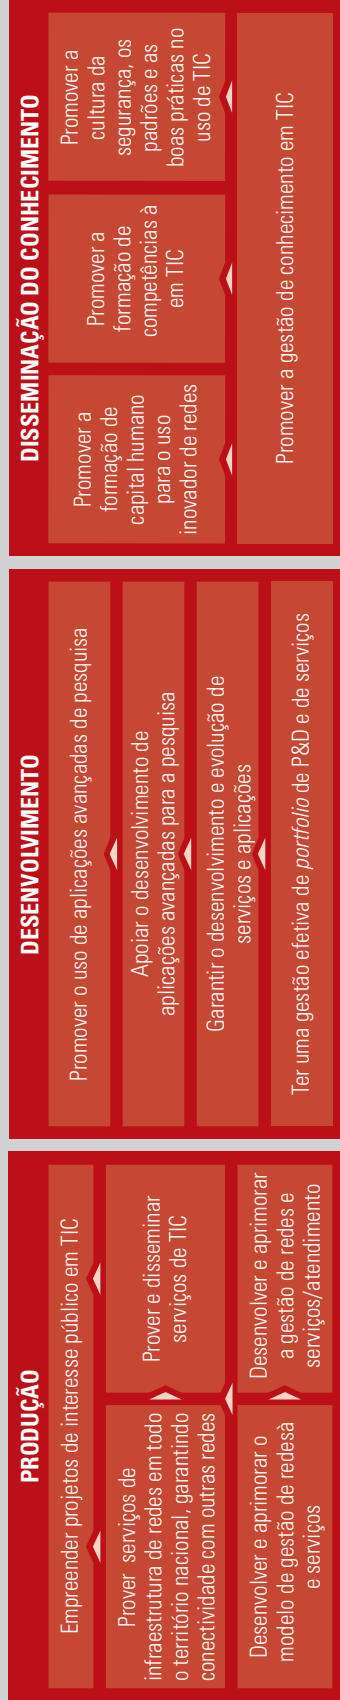 PRODUÇÃO
Empreender projetos de interesse público em TIC
Prover serviços de
infraestrutura de redes em todo
o território nacional, garantindo
conectividade com outras redes
Prover e disseminar
serviços de TIC
Desenvolver e aprimorar o
modelo de gestão de redesà
e serviços
Desenvolver e aprimorar
a gestão de redes e
serviços/atendimento
DESENVOLVIMENTO
Promover o uso de aplicações avançadas de pesquisa
Apoiar o desenvolvimento de
aplicações avançadas para a pesquisa
Garantir o desenvolvimento e evolução de
serviços e aplicações
Ter uma gestão efetiva de portfolio de P&D e de serviços
DISSEMINAÇÃO DO CONHECIMENTO
Promover a
formação de
capital humano
para o uso
inovador de redes
Promover a
formação de
competências à
em TIC
Promover a
cultura da
segurança, os
padrões e as
boas práticas no
uso de TIC
Promover a gestão de conhecimento em TIC